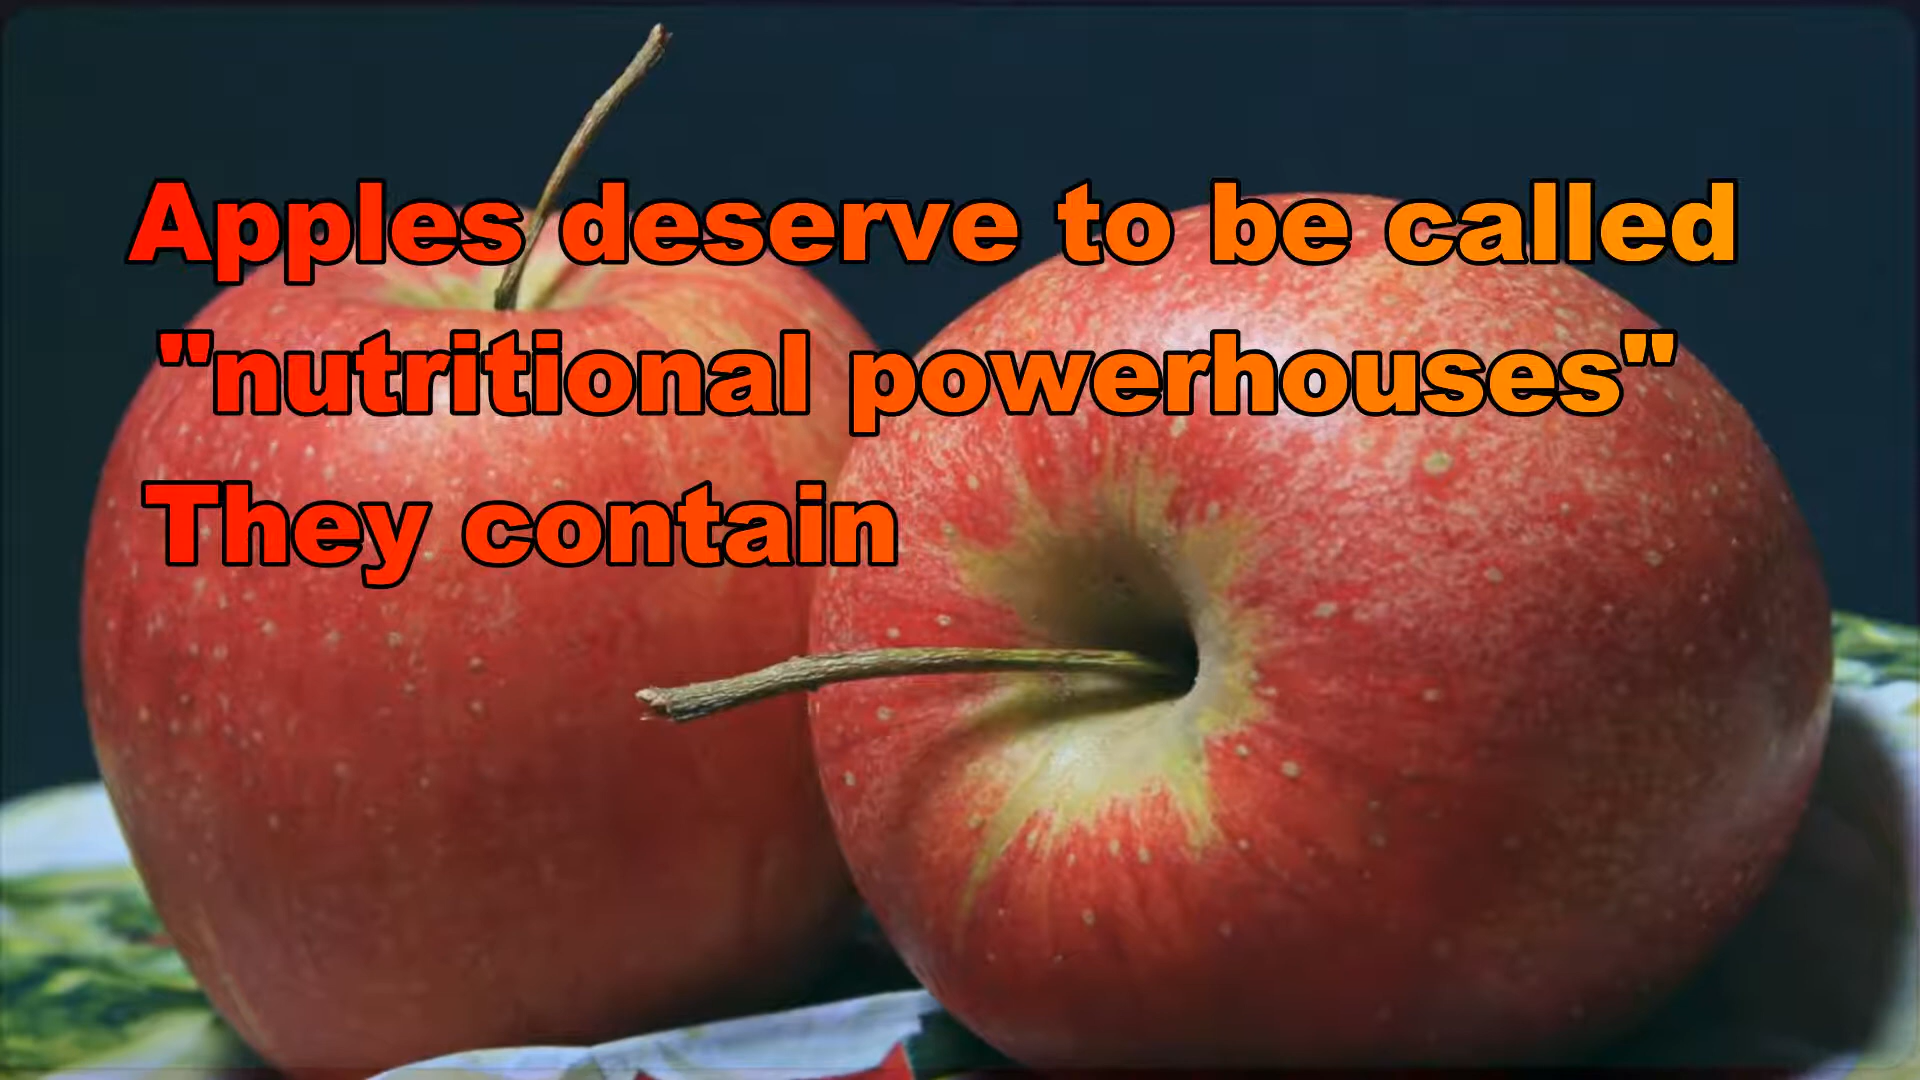 Apples deserve to be called
"nutritional powerhouses"
They contain